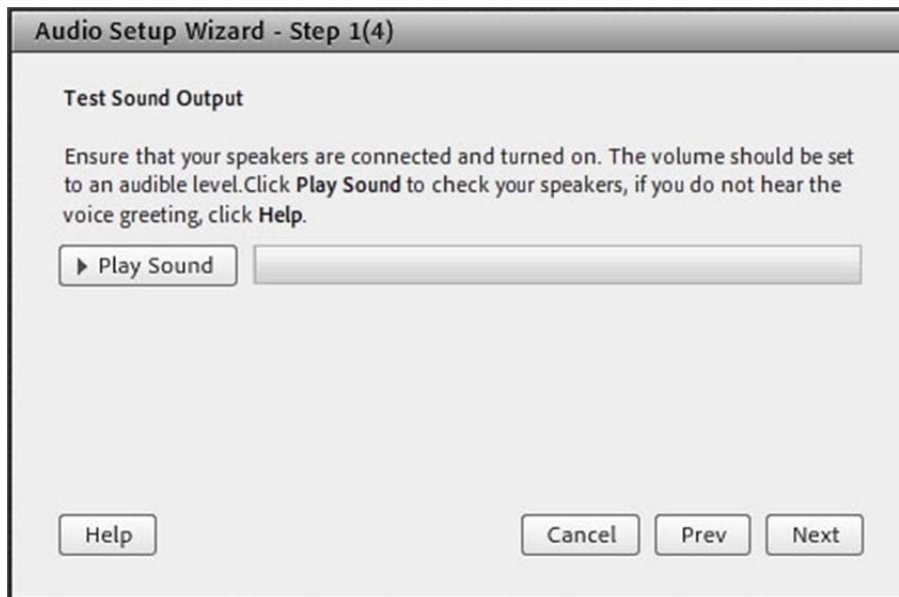 Audio Setup Wizard - Step 1(4)
Test Sound Output
Ensure that your speakers are connected and turned on. The volume should be set
to an audible level.Click Play Sound to check your speakers, if you do not hear the
voice greeting, click Help.
Play Sound
Help Cancel Prev Next